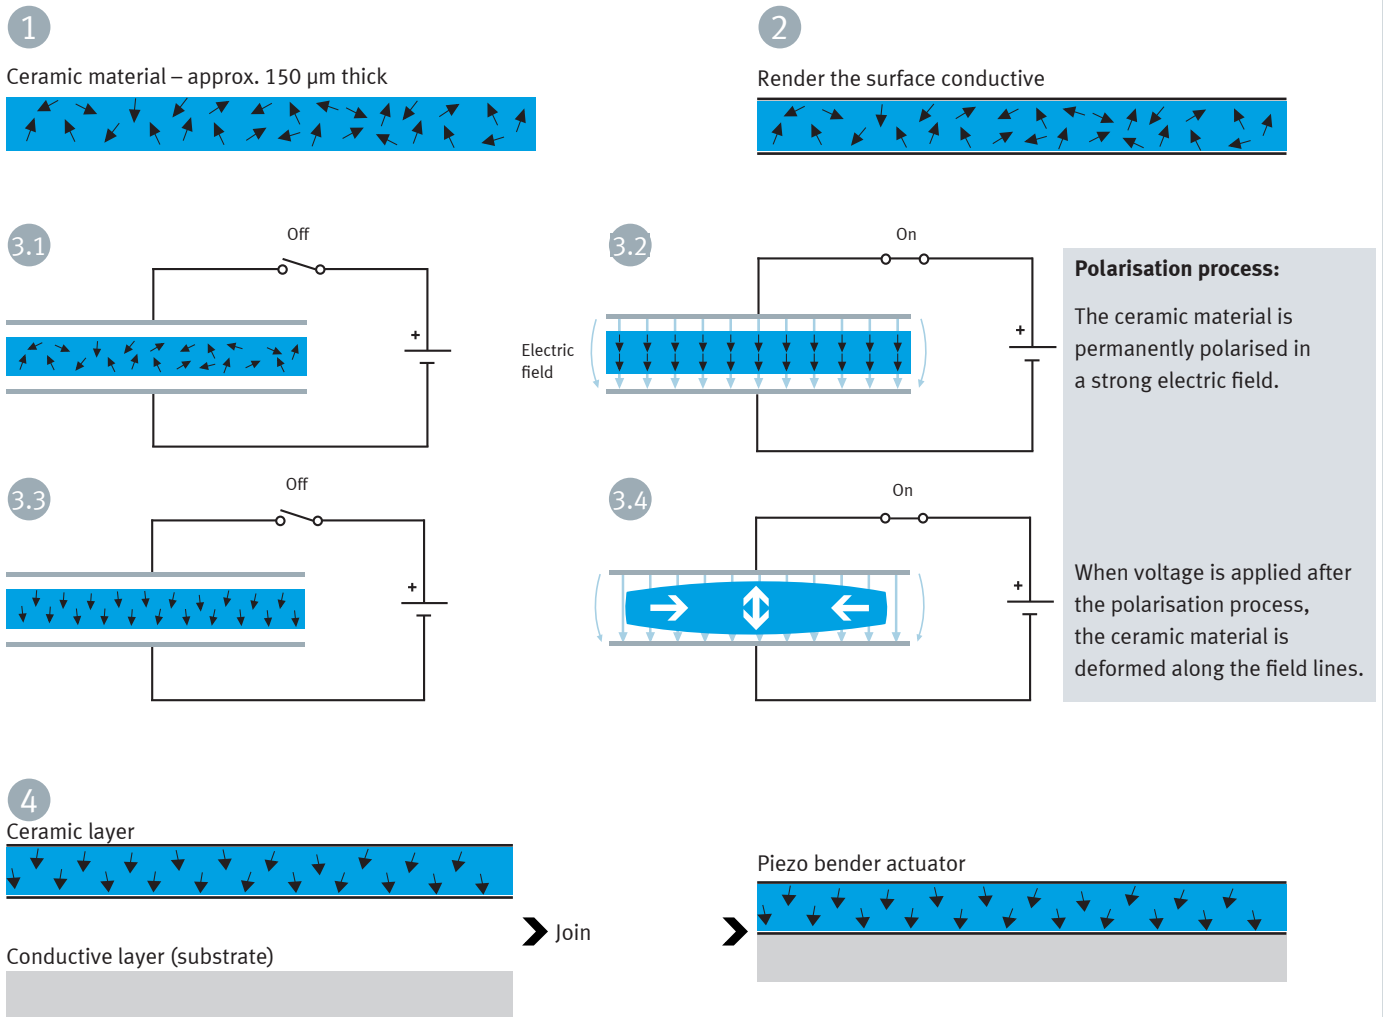 1
Ceramic material – approx. 150 µm thick
2
Render the surface conductive
3.1
Off
+
3.2
On
Electric
field
+
Polarisation process:
The ceramic material is
permanently polarised in
a strong electric field.
3.3
Off
+
3.4
On
+
When voltage is applied after
the polarisation process,
the ceramic material is
deformed along the field lines.
4
Ceramic layer
Conductive layer (substrate)
Join
Piezo bender actuator